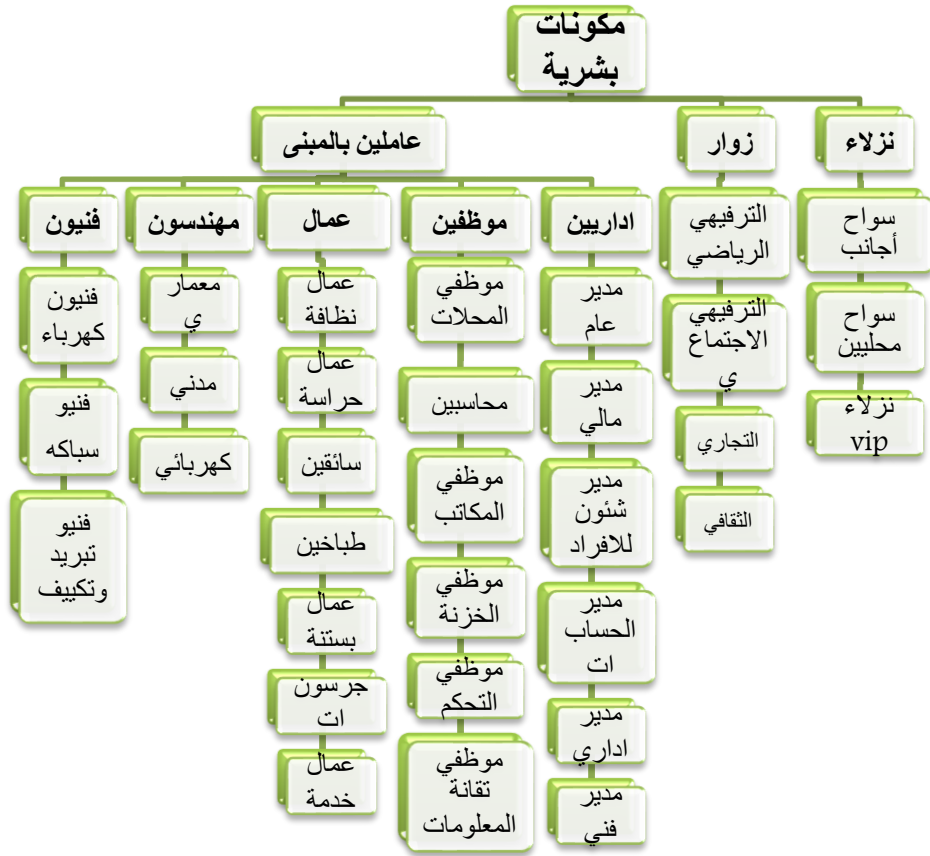 مكونات
بشرية
نزلاء
سواح
أجانب
سواح
محليين
نزلاء
vip
زوار
الترفيهي
الرياضي
الترفيهي
الاجتماع
ي
التجاري
الثقافي
عاملين بالمبنى
اداريين
مدير
عام
مدير
مالي
مدير
شئون
للافراد
مدير
الحساب
ات
مدير
اداري
مدير
فني
موظفين
موظفي
المحلات
محاسبين
موظفي
المكاتب
موظفي
الخزنة
موظفي
التحكم
موظفي
تقانة
المعلومات
عمال
عمال
نظافة
عمال
حراسة
سائقين
طباخين
عمال
بستنة
جرسون
ات
عمال
خدمة
مهندسون
معمار
ي
مدني
كهربائي
فنيون
فنيون
كهرباء
فنيو
سباكه
فنيو
تبريد
وتكييف